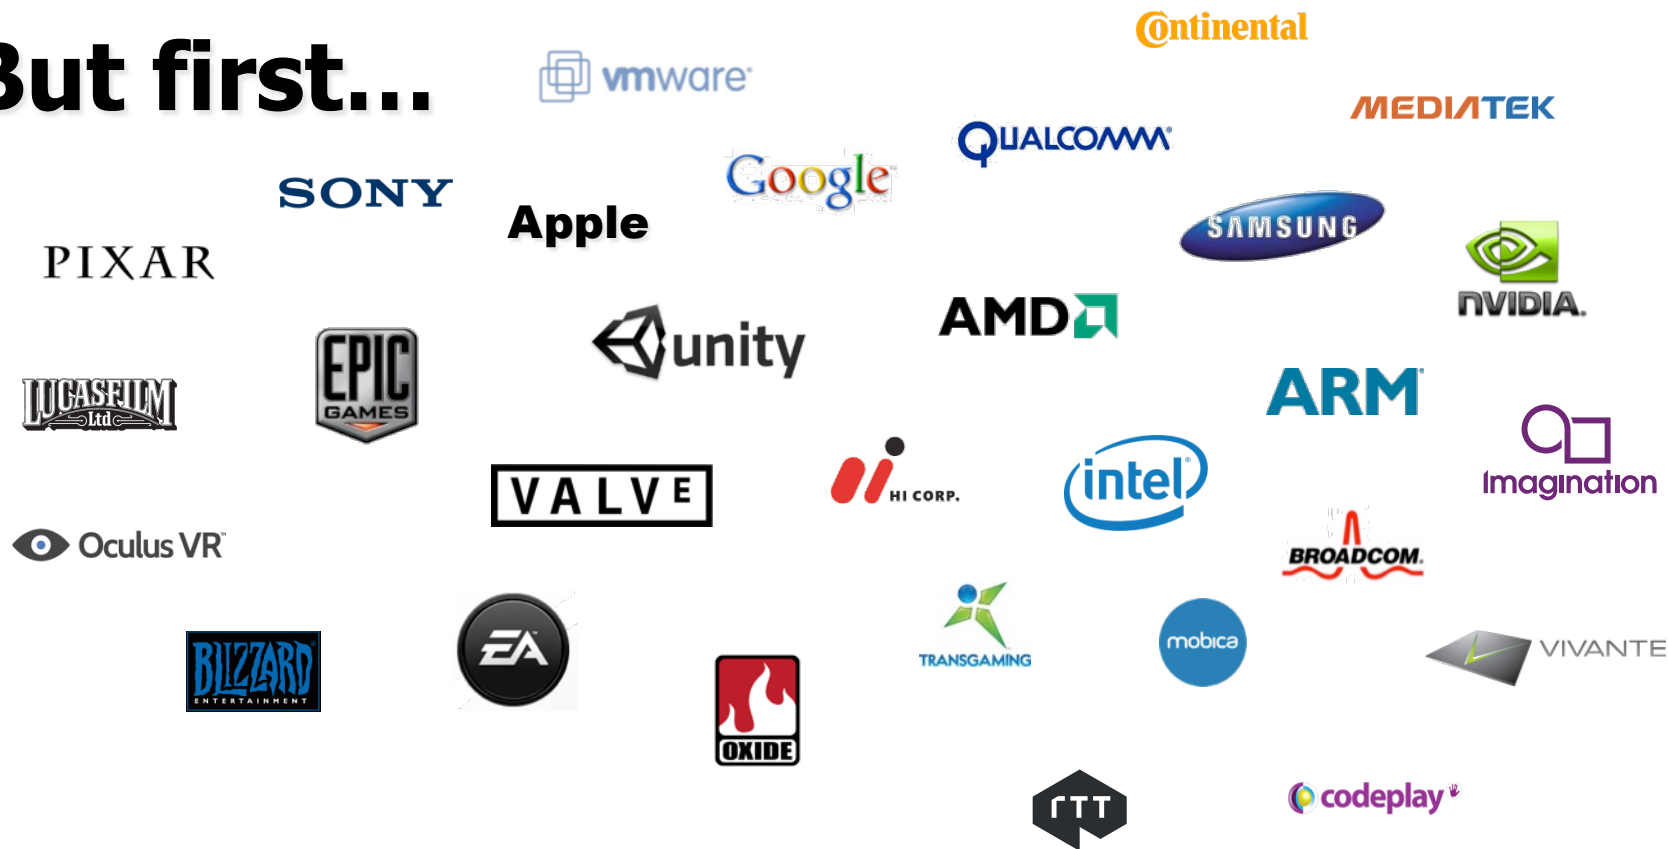 But first...
Continental
vmware
MEDIATEK
QUALCOMM
Google
SONY
Apple
SAMSUNG
PIXAR
NVIDIA.
AMD
unity
EPIC
GAMES
ARM
LUCASFILM
Ltd
Imagination
intel
HI CORP.
VALVE
Oculus VR
BROADCOM.
TRANSGAMING
mobica
VIVANTE
BLIZZARD
ENTERTAINMENT
EA
OXIDE
RTT
codeplay